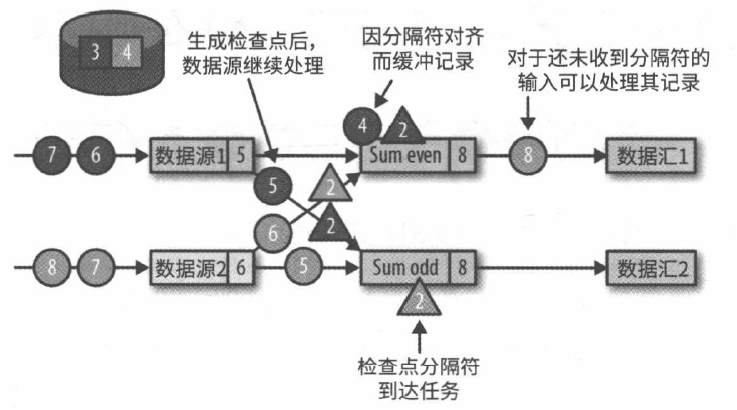 3 4
生成检查点后，
数据源继续处理
因分隔符对齐
而缓冲记录
对于还未收到分隔符的
输入可以处理其记录
4 2
7 6 数据源1 5 Sum even 8 8 数据汇1
5 2
6 2
8 7 数据源2 6 5 Sum odd 8 数据汇2
2
检查点分隔符
到达任务